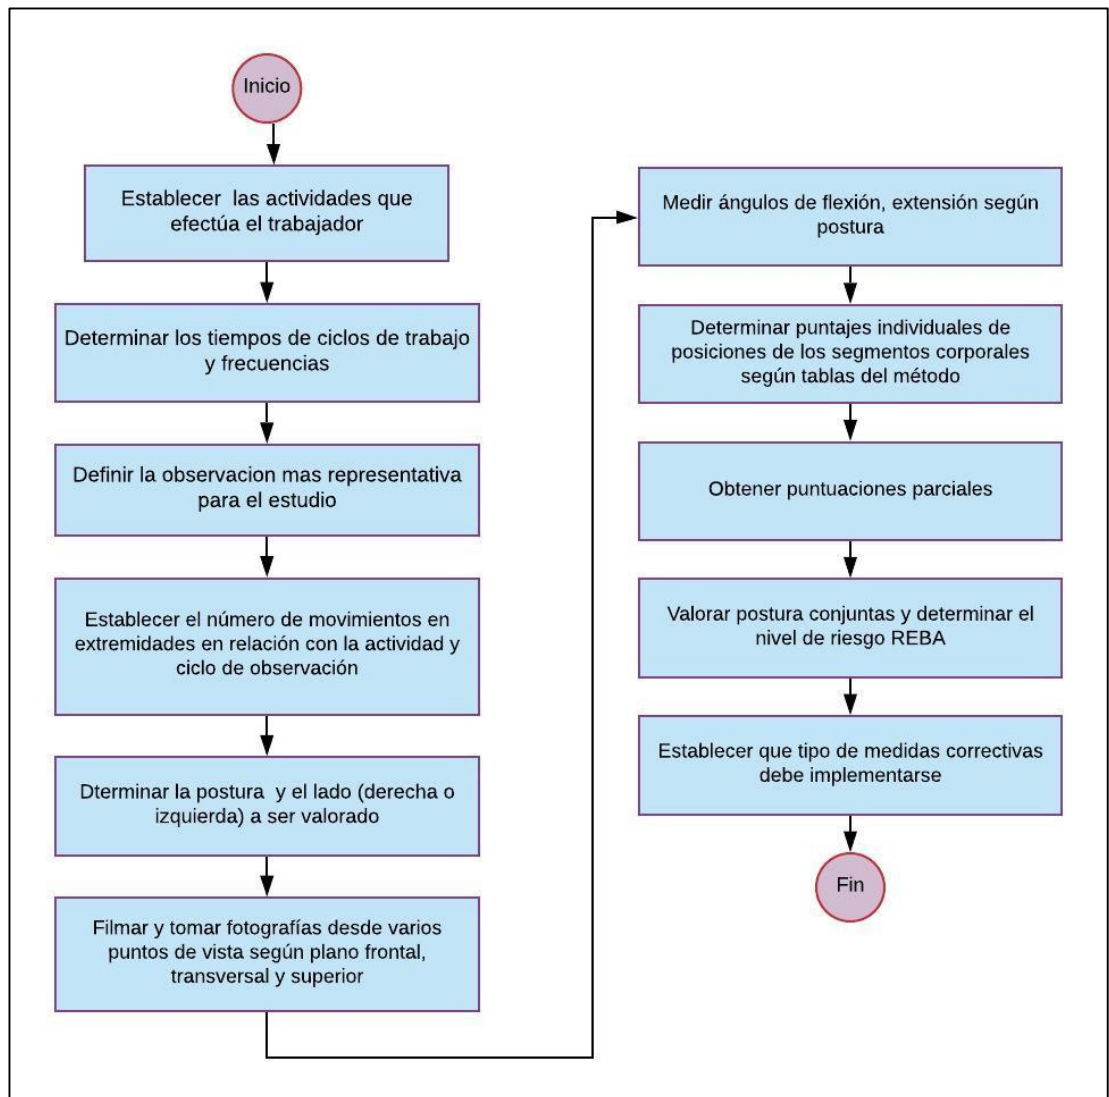 Inicio
Establecer las actividades que
efectúa el trabajador
Determinar los tiempos de ciclos de trabajo
y frecuencias
Definir la observacion mas representativa
para el estudio
Establecer el número de movimientos en
extremidades en relación con la actividad y
ciclo de observación
Dterminar la postura y el lado (derecha o
izquierda) a ser valorado
Filmar y tomar fotografías desde varios
puntos de vista según plano frontal,
transversal y superior
Medir ángulos de flexión, extensión según
postura
Determinar puntajes individuales de
posiciones de los segmentos corporales
según tablas del método
Obtener puntuaciones parciales
Valorar postura conjuntas y determinar el
nivel de riesgo REBA
Establecer que tipo de medidas correctivas
debe implementarse
Fin